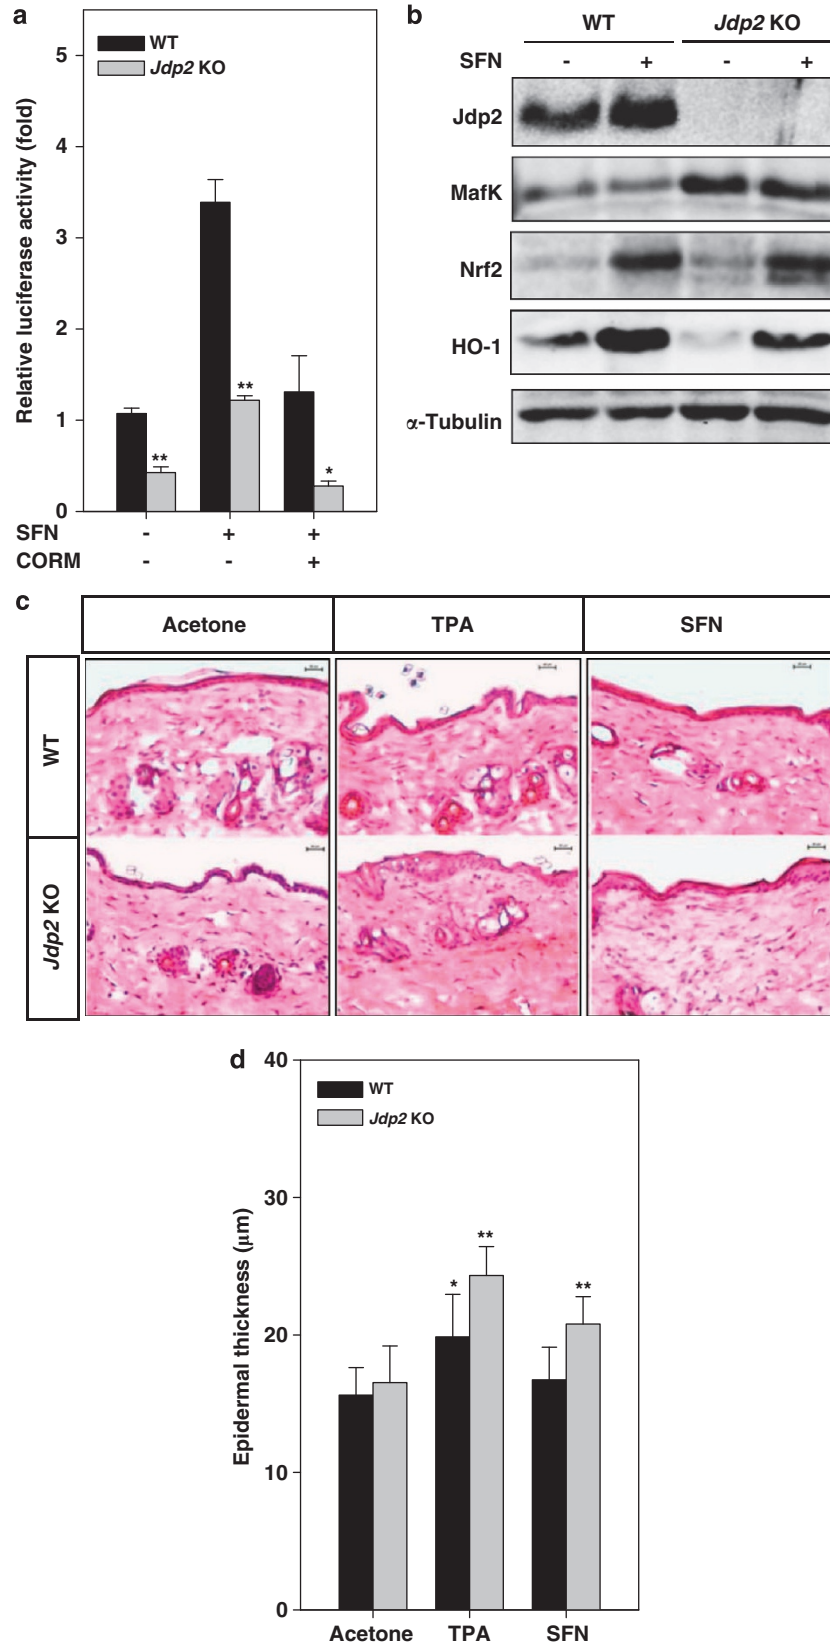 a
5
4
3
2
1
0
Relative luciferase activity (fold)
WT
Jdp2 KO
**
**
*
SFN - + +
CORM - - +
b
WT Jdp2 KO
SFN - + - +
Jdp2
MafK
Nrf2
HO-1
α-Tubulin
c
Acetone TPA SFN
WT
Jdp2 KO
d
40
30
20
10
0
Epidermal thickness (μm)
WT
Jdp2 KO
*
**
**
Acetone TPA SFN